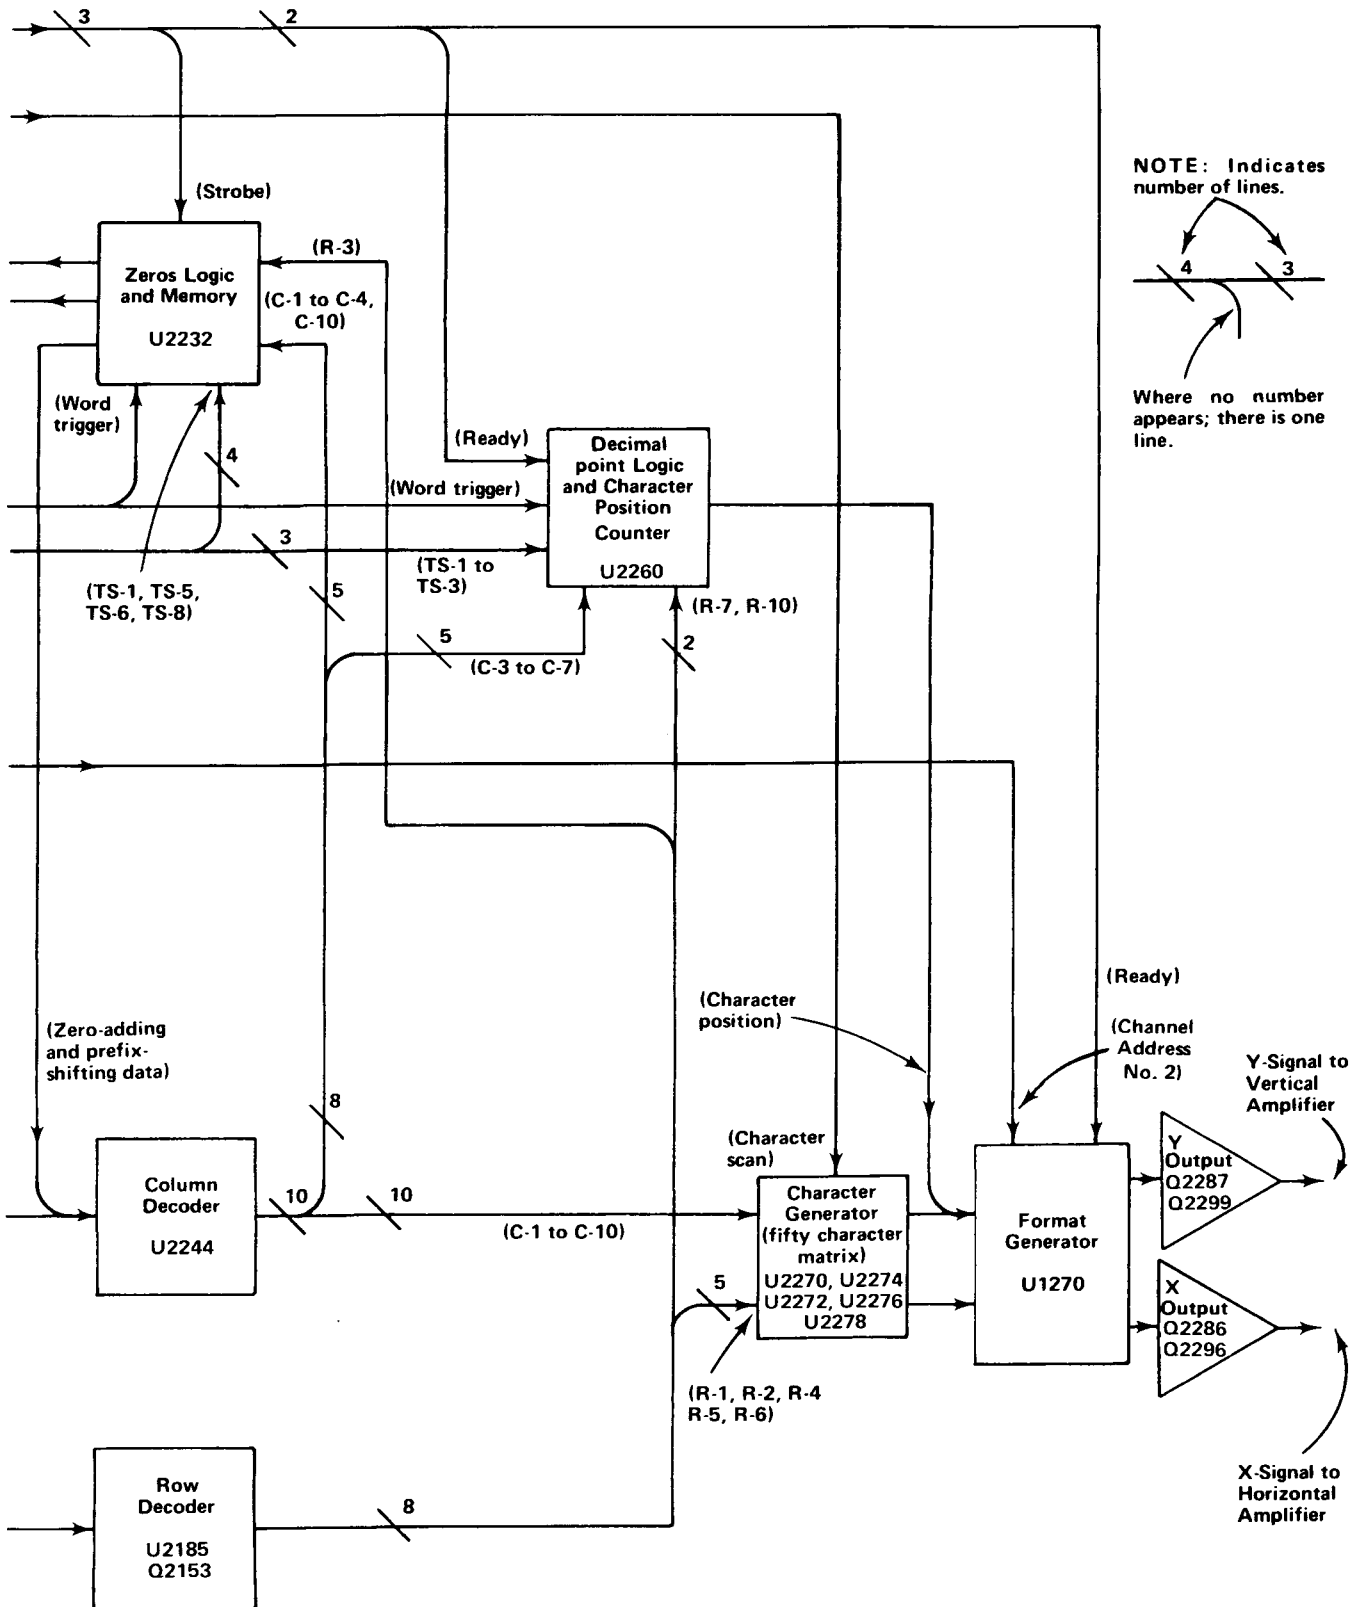 3
2
NOTE: Indicates
number of lines.
4
3
Where no number
appears; there is one
line.
(Strobe)
(R-3)
Zeros Logic
and Memory
U2232
(C-1 to C-4,
C-10)
(Word
trigger)
4
(Ready)
Decimal
point Logic
and Character
Position
Counter
U2260
(Word trigger)
3
(TS-1 to
TS-3)
(TS-1, TS-5,
TS-6, TS-8)
5
(R-7, R-10)
5
(C-3 to C-7)
2
(Ready)
(Character
position)
(Channel
Address
No. 2)
(Zero-adding
and prefix-
shifting data)
Y-Signal to
Vertical
Amplifier
8
(Character
scan)
Column
Decoder
U2244
10
10
(C-1 to C-10)
Character
Generator
(fifty character
matrix)
U2270, U2274
U2272, U2276
U2278
Format
Generator
U1270
Y
Output
Q2287
Q2299
X
Output
Q2286
Q2296
5
(R-1, R-2, R-4
R-5, R-6)
X-Signal to
Horizontal
Amplifier
Row
Decoder
U2185
Q2153
8